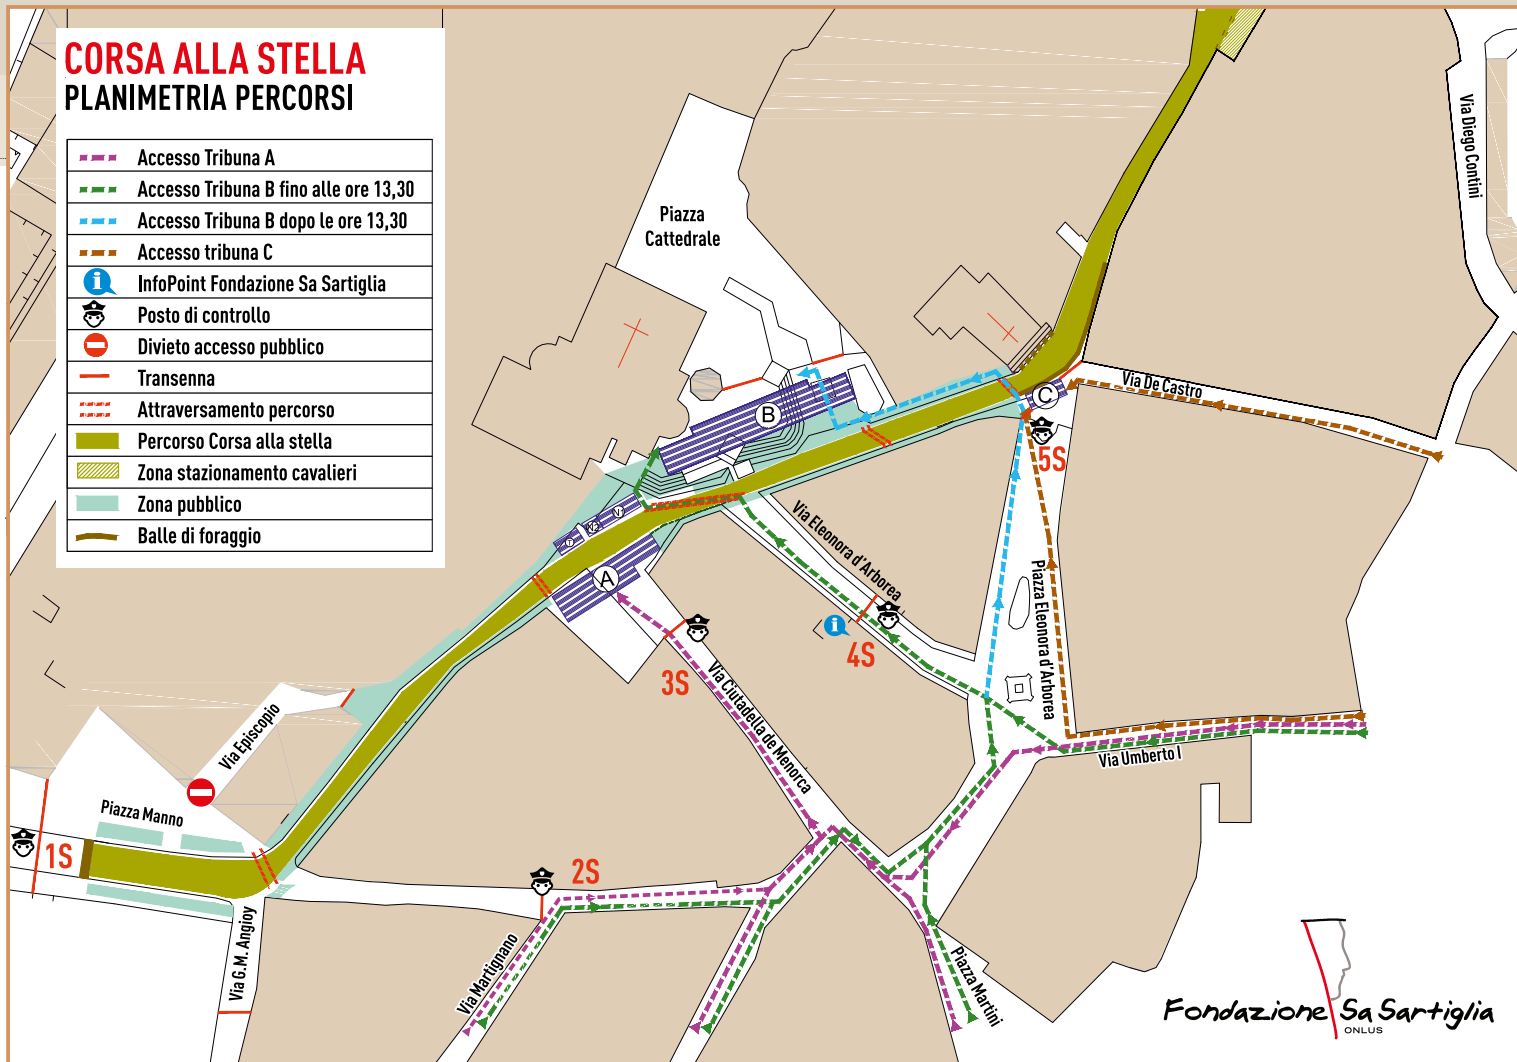 CORSA ALLA STELLA
PLANIMETRIA PERCORSI
Accesso Tribuna A
Accesso Tribuna B fino alle ore 13,30
Accesso Tribuna B dopo le ore 13,30
Accesso tribuna C
InfoPoint Fondazione Sa Sartiglia
Posto di controllo
Divieto accesso pubblico
Transenna
Attraversamento percorso
Percorso Corsa alla stella
Zona stazionamento cavalieri
Zona pubblico
Balle di foraggio
Piazza
Cattedrale
Via Diego Contini
Via De Castro
C
B
5S
N1
N2
T
A
Via Eleonora d'Arborea
Piazza Eleonora d'Arborea
4S
3S
Via Ciutadella de Menorca
Via Umberto I
Via Episcopio
Piazza Manno
1S
2S
Via G.M. Angioy
Via Martignano
Piazza Martini
Fondazione Sa Sartiglia
ONLUS